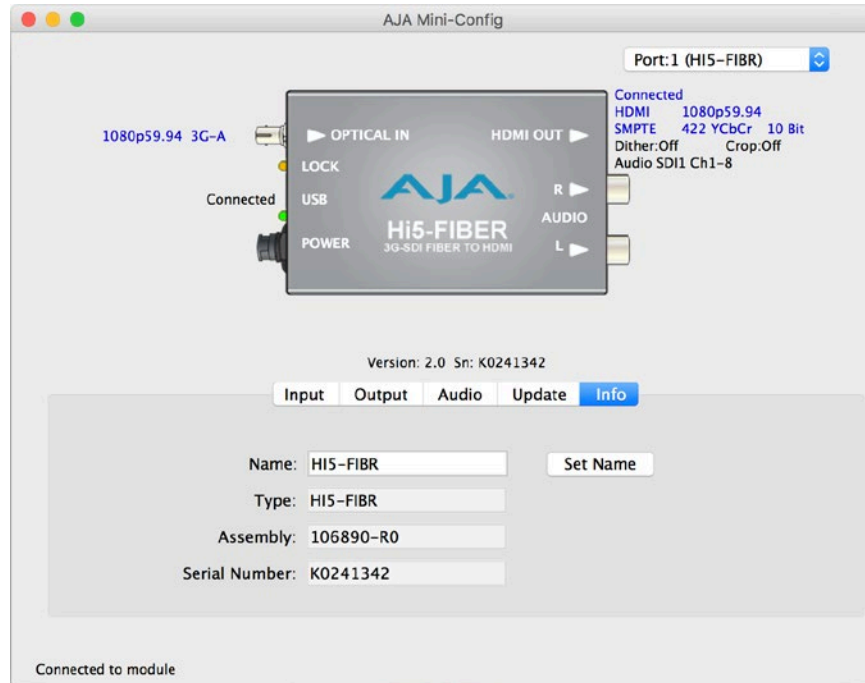 AJA Mini-Config
Port:1 (HI5-FIBR)
Connected
HDMI 1080p59.94
SMPTE 422 YCbCr 10 Bit
Dither:Off Crop:Off
Audio SDI1 Ch1-8
1080p59.94 3G-A
OPTICAL IN HDMI OUT
LOCK
Connected
USB
AJA
R
AUDIO
Hi5-FIBER
POWER
3G-SDI FIBER TO HDMI
L
Version: 2.0 Sn: K0241342
Input Output Audio Update Info
Name: HI5-FIBR Set Name
Type: HI5-FIBR
Assembly: 106890-R0
Serial Number: K0241342
Connected to module